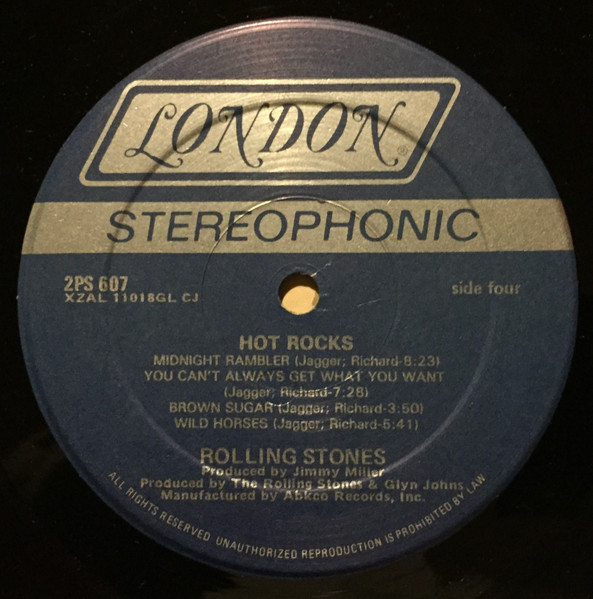 LONDON ®
STEREOPHONIC
2PS 607
XZAL 11018GL CJ
side four
HOT ROCKS
MIDNIGHT RAMBLER (Jagger; Richard-8:23)
YOU CAN'T ALWAYS GET WHAT YOU WANT
(Jagger; Richard-7:28)
BROWN SUGAR (Jagger; Richard-3:50)
WILD HORSES (Jagger, Richard-5:41)
ROLLING STONES
Produced by Jimmy Miller
Produced by The Rolling Stones & Glyn Johns
Manufactured by Abkco Records, Inc.
ALL RIGHTS RESERVED UNAUTHORIZED REPRODUCTION IS PROHIBITED BY LAW